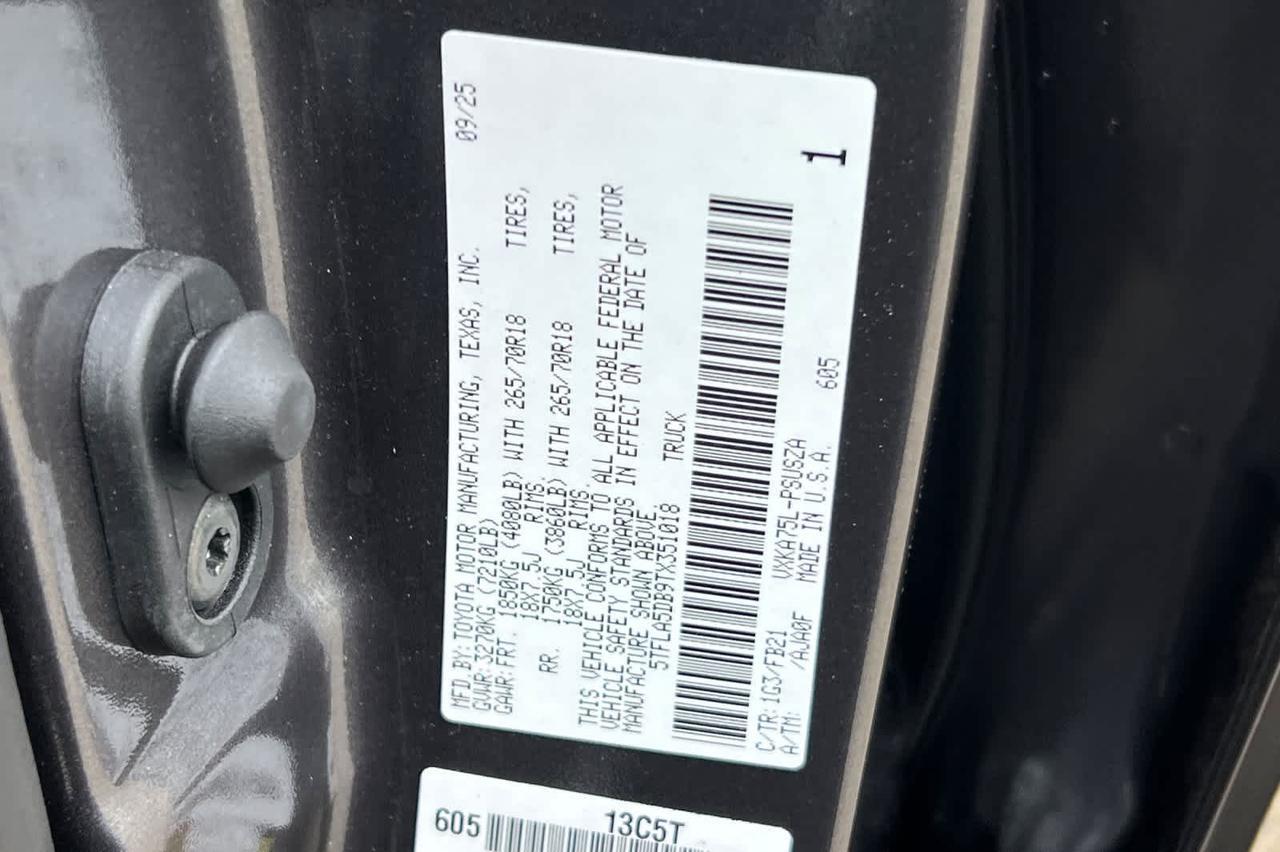 MFD.BY: TOYOTA MOTOR MANUFACTURING, TEXAS, INC. 09/25
GVWR: 3270KG (7210LB)
GAWR: FRT. 1850KG (4080LB) WITH 265/70R18 TIRES,
18X7.5J RIMS.
RR. 1750KG (3860LB) WITH 265/70R18 TIRES,
18X7.5J RIMS.
THIS VEHICLE CONFORMS TO ALL APPLICABLE FEDERAL MOTOR
VEHICLE SAFETY STANDARDS IN EFFECT ON THE DATE OF
MANUFACTURE SHOWN ABOVE.
5TFLA5DB9TX351018 TRUCK
C/TR: 1G3/FB21 VXKA75L-PSUSZA
A/TM: /AJA0F MADE IN U.S.A. 605
1
605 13C5T